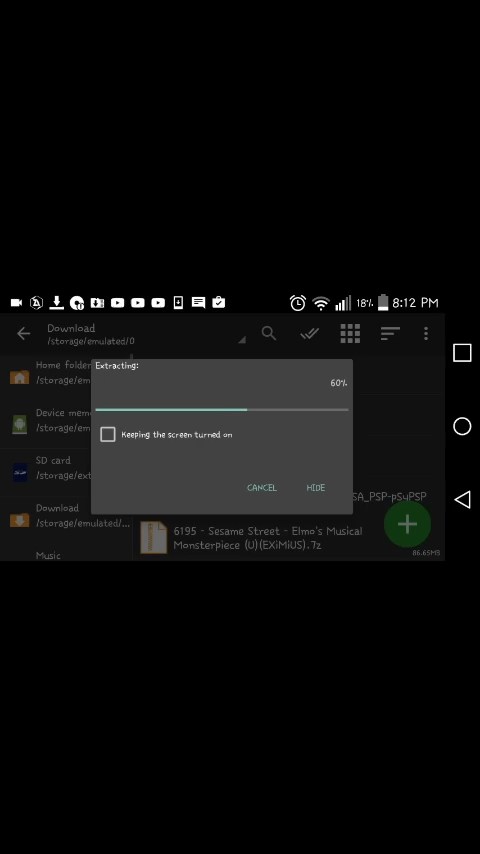 18% 8:12 PM
Download
/storage/emulated/0
Home folder
/storage/em
Device mem
/storage/em
SD card
/storage/ext
Download
/storage/emulated/...
Music
Extracting:
60%
Keeping the screen turned on
CANCEL HIDE
SA_PSP-pSyPSP
6195 - Sesame Street - Elmo's Musical
Monsterpiece (U)(EXiMiUS).7z
86.65MB